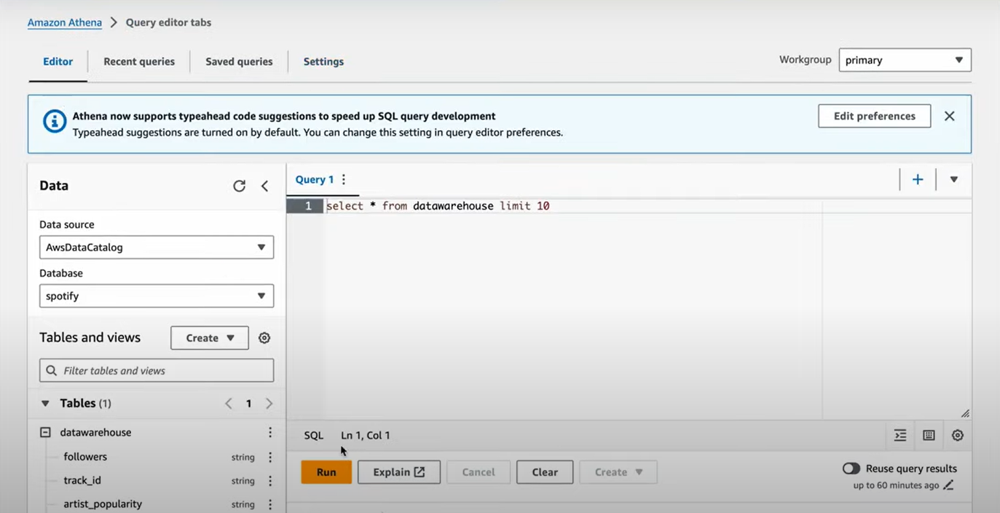 Amazon Athena > Query editor tabs
Editor Recent queries Saved queries Settings Workgroup primary
Athena now supports typeahead code suggestions to speed up SQL query development
Typeahead suggestions are turned on by default. You can change this setting in query editor preferences.
Edit preferences
Data
Data source
AwsDataCatalog
Database
spotify
Tables and views Create
Filter tables and views
Tables (1) < 1 >
datawarehouse
followers string
track_id string
artist_popularity string
Query 1
1 select * from datawarehouse limit 10
SQL Ln 1, Col 1
Run Explain Cancel Clear Create
Reuse query results
up to 60 minutes ago